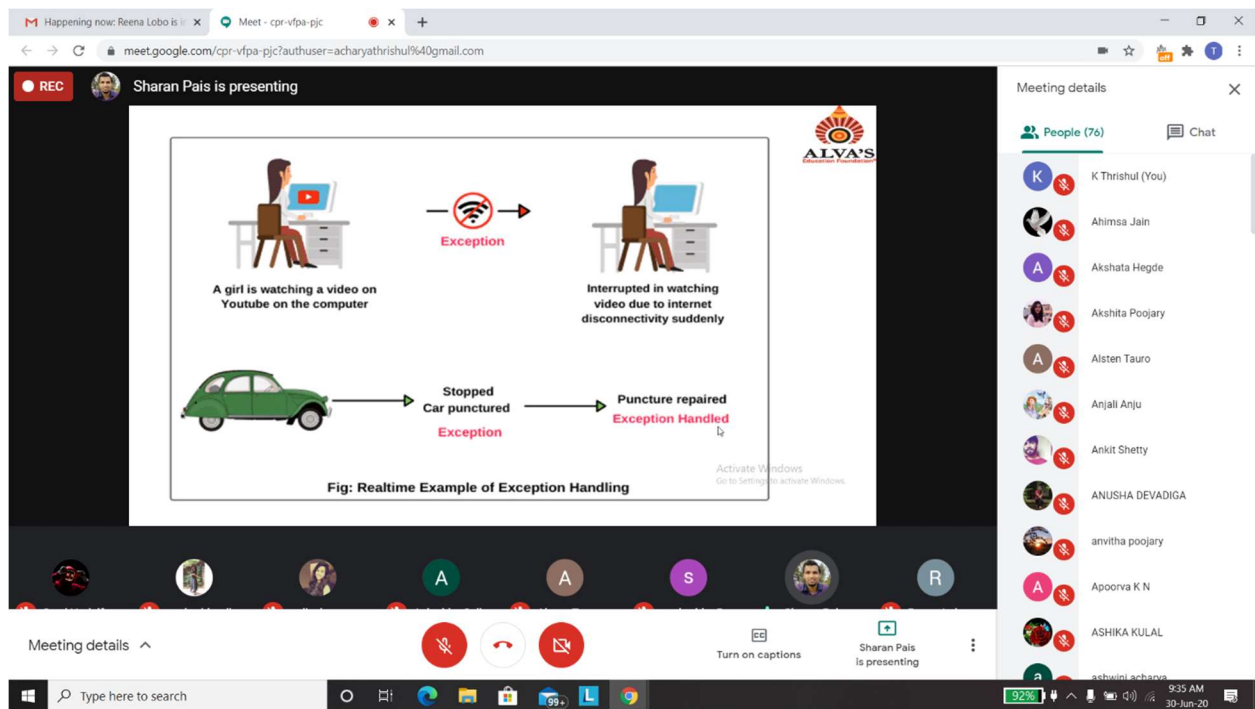 Happening now: Reena Lobo is
Meet - cpr-vfpa-pjc
meet.google.com/cpr-vfpa-pjc?authuser=acharyathrishul%40gmail.com
off
T
REC
Sharan Pais is presenting
ALVA'S
Education Foundation®
Exception
A girl is watching a video on
Youtube on the computer
Interrupted in watching
video due to internet
disconnectivity suddenly
Stopped
Car punctured
Exception
Puncture repaired
Exception Handled
Fig: Realtime Example of Exception Handling
Activate Windows
Go to Settings to activate Windows.
A
A
S
R
Meeting details
People (76)
Chat
K
K Thrishul (You)
Ahimsa Jain
A
Akshata Hegde
Akshita Poojary
A
Alsten Tauro
Anjali Anju
Ankit Shetty
ANUSHA DEVADIGA
anvitha poojary
A
Apoorva K N
ASHIKA KULAL
a
ashwini acharya
Meeting details
CC
Turn on captions
Sharan Pais
is presenting
Type here to search
99+
L
92%
9:35 AM
30-Jun-20